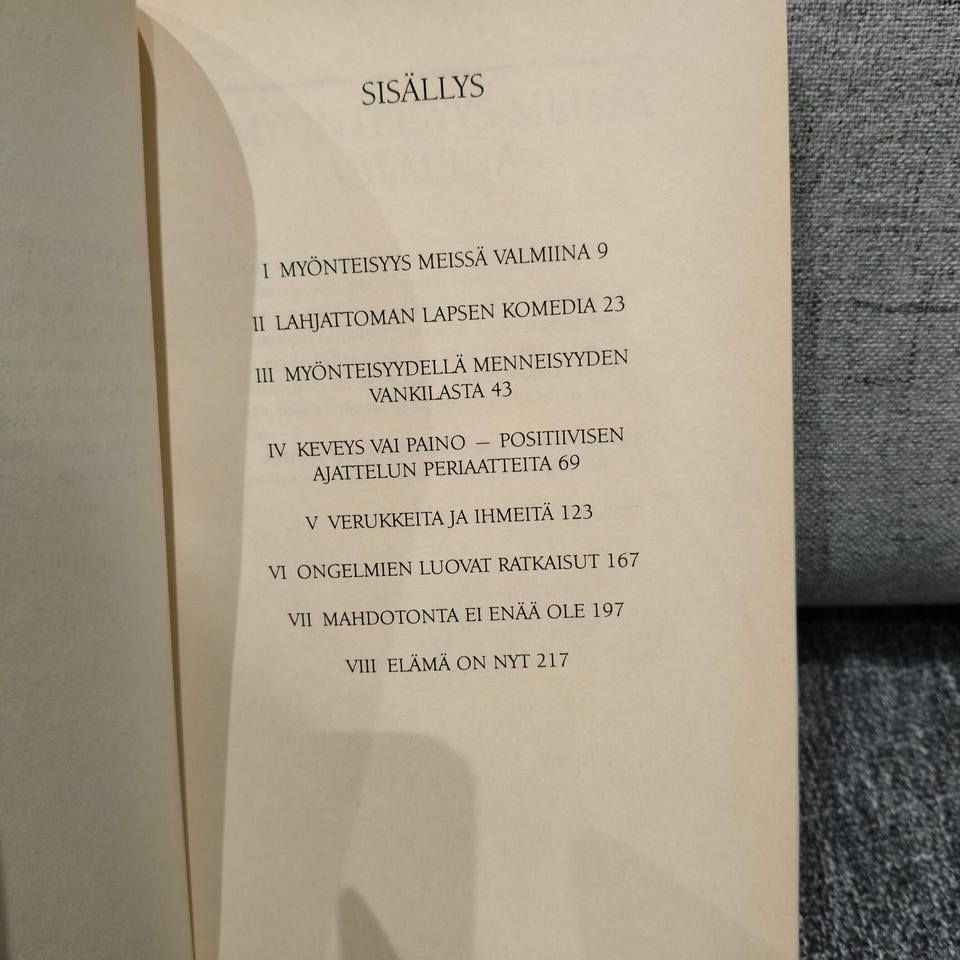 SISÄLLYS
I MYÖNTEISYYS MEISSÄ VALMIINA 9
II LAHJATTOMAN LAPSEN KOMEDIA 23
III MYÖNTEISYYDELLÄ MENNEISYYDEN
VANKILASTA 43
IV KEVEYS VAI PAINO – POSITIIVISEN
AJATTELUN PERIAATTEITA 69
V VERUKKEITA JA IHMEITÄ 123
VI ONGELMIEN LUOVAT RATKAISUT 167
VII MAHDOTONTA EI ENÄÄ OLE 197
VIII ELÄMÄ ON NYT 217